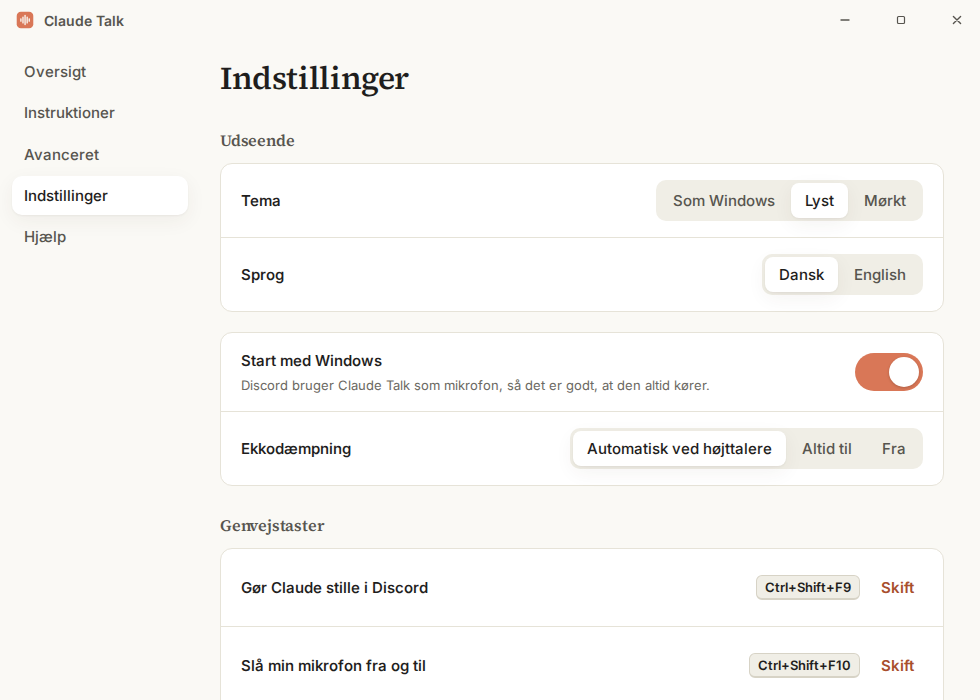 Claude Talk
Oversigt
Instruktioner
Avanceret
Indstillinger
Hjælp
Indstillinger
Udseende
Tema
Som Windows Lyst Mørkt
Sprog
Dansk English
Start med Windows
Discord bruger Claude Talk som mikrofon, så det er godt, at den altid kører.
Ekkodæmpning
Automatisk ved højttalere Altid til Fra
Genvejstaster
Gør Claude stille i Discord
Ctrl+Shift+F9 Skift
Slå min mikrofon fra og til
Ctrl+Shift+F10 Skift